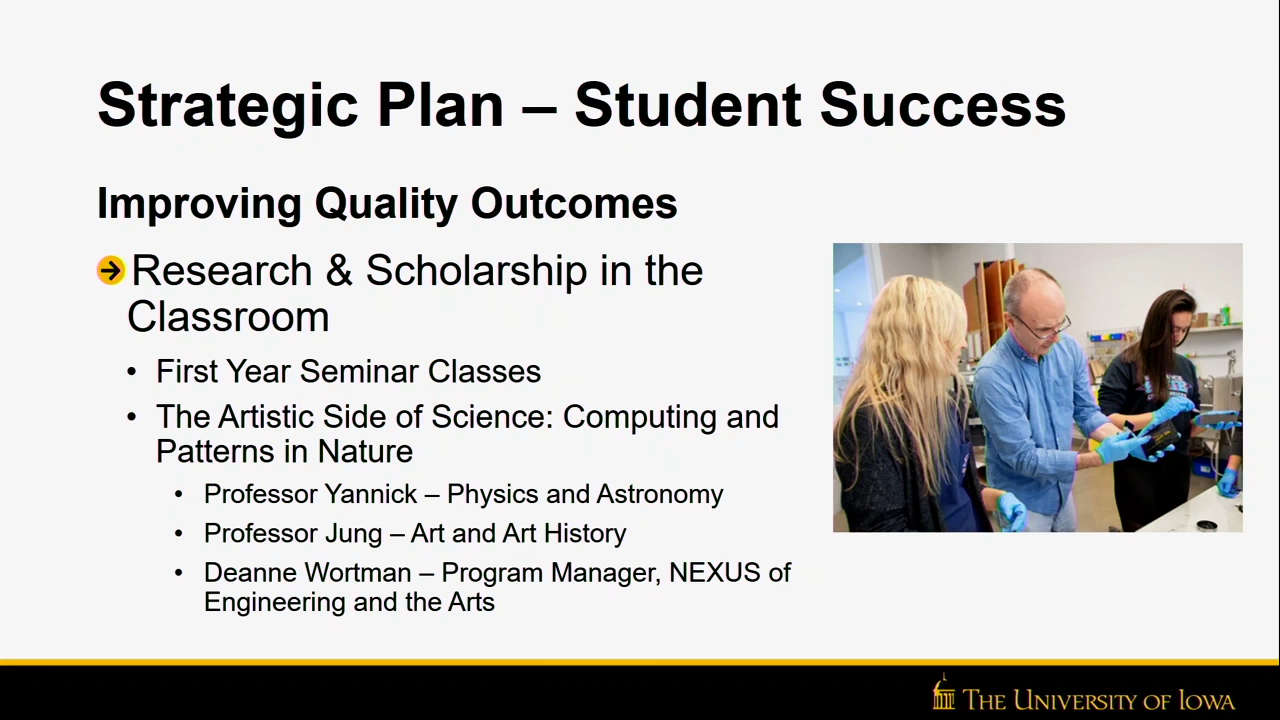 Strategic Plan – Student Success
Improving Quality Outcomes
Research & Scholarship in the
Classroom
• First Year Seminar Classes
• The Artistic Side of Science: Computing and
Patterns in Nature
• Professor Yannick – Physics and Astronomy
• Professor Jung – Art and Art History
• Deanne Wortman – Program Manager, NEXUS of
Engineering and the Arts
THE UNIVERSITY OF IOWA